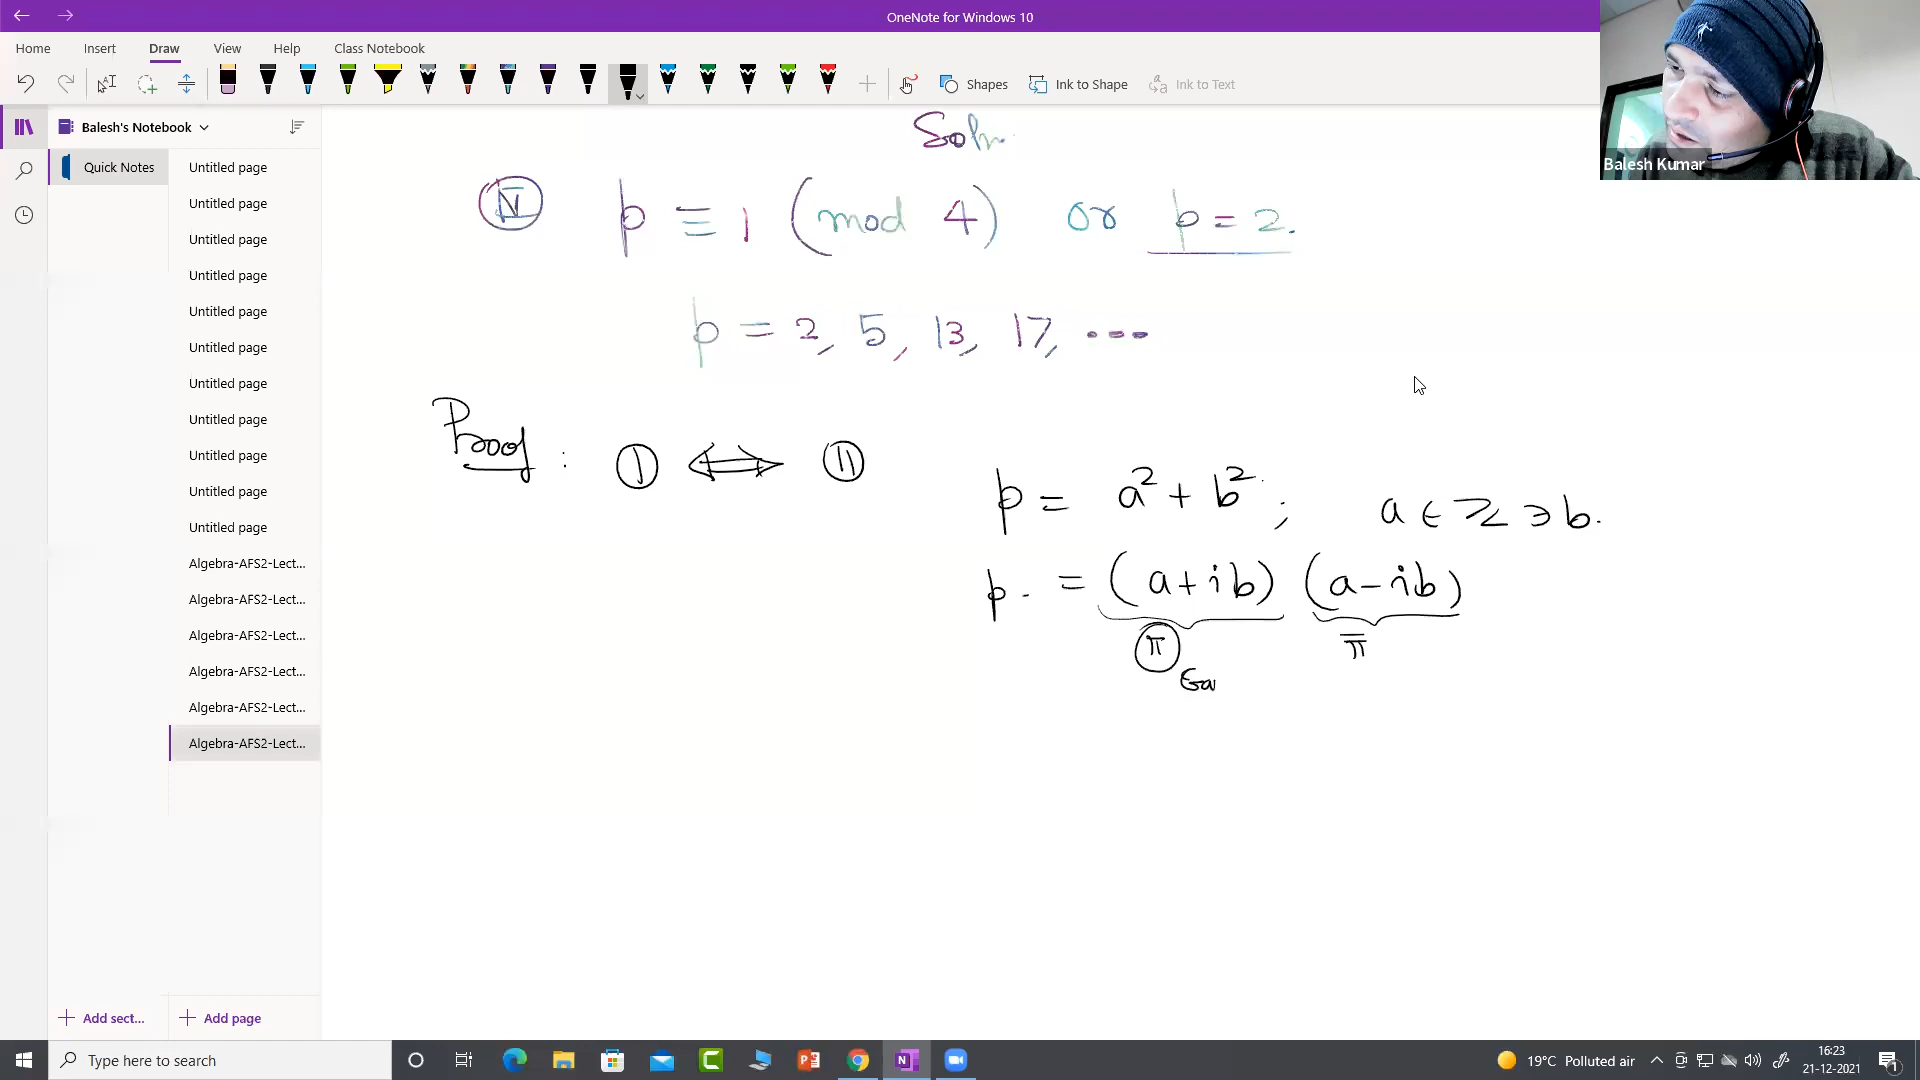 OneNote for Windows 10
Home Insert Draw View Help Class Notebook
Shapes Ink to Shape Ink to Text
Balesh Kumar
Balesh's Notebook
Quick Notes
Untitled page
Untitled page
Untitled page
Untitled page
Untitled page
Untitled page
Untitled page
Untitled page
Untitled page
Untitled page
Untitled page
Algebra-AFS2-Lect...
Algebra-AFS2-Lect...
Algebra-AFS2-Lect...
Algebra-AFS2-Lect...
Algebra-AFS2-Lect...
Algebra-AFS2-Lect...
Add sect... Add page
Soln.
IV p ≡ 1 (mod 4) or p = 2.
p = 2, 5, 13, 17, ...
Proof : I ⟺ II
p = a² + b² ; a ∈ ℤ ∋ b.
p. = (a + ib) (a - ib)
π π̄
Ga
Type here to search
19°C Polluted air
16:23
21-12-2021
1